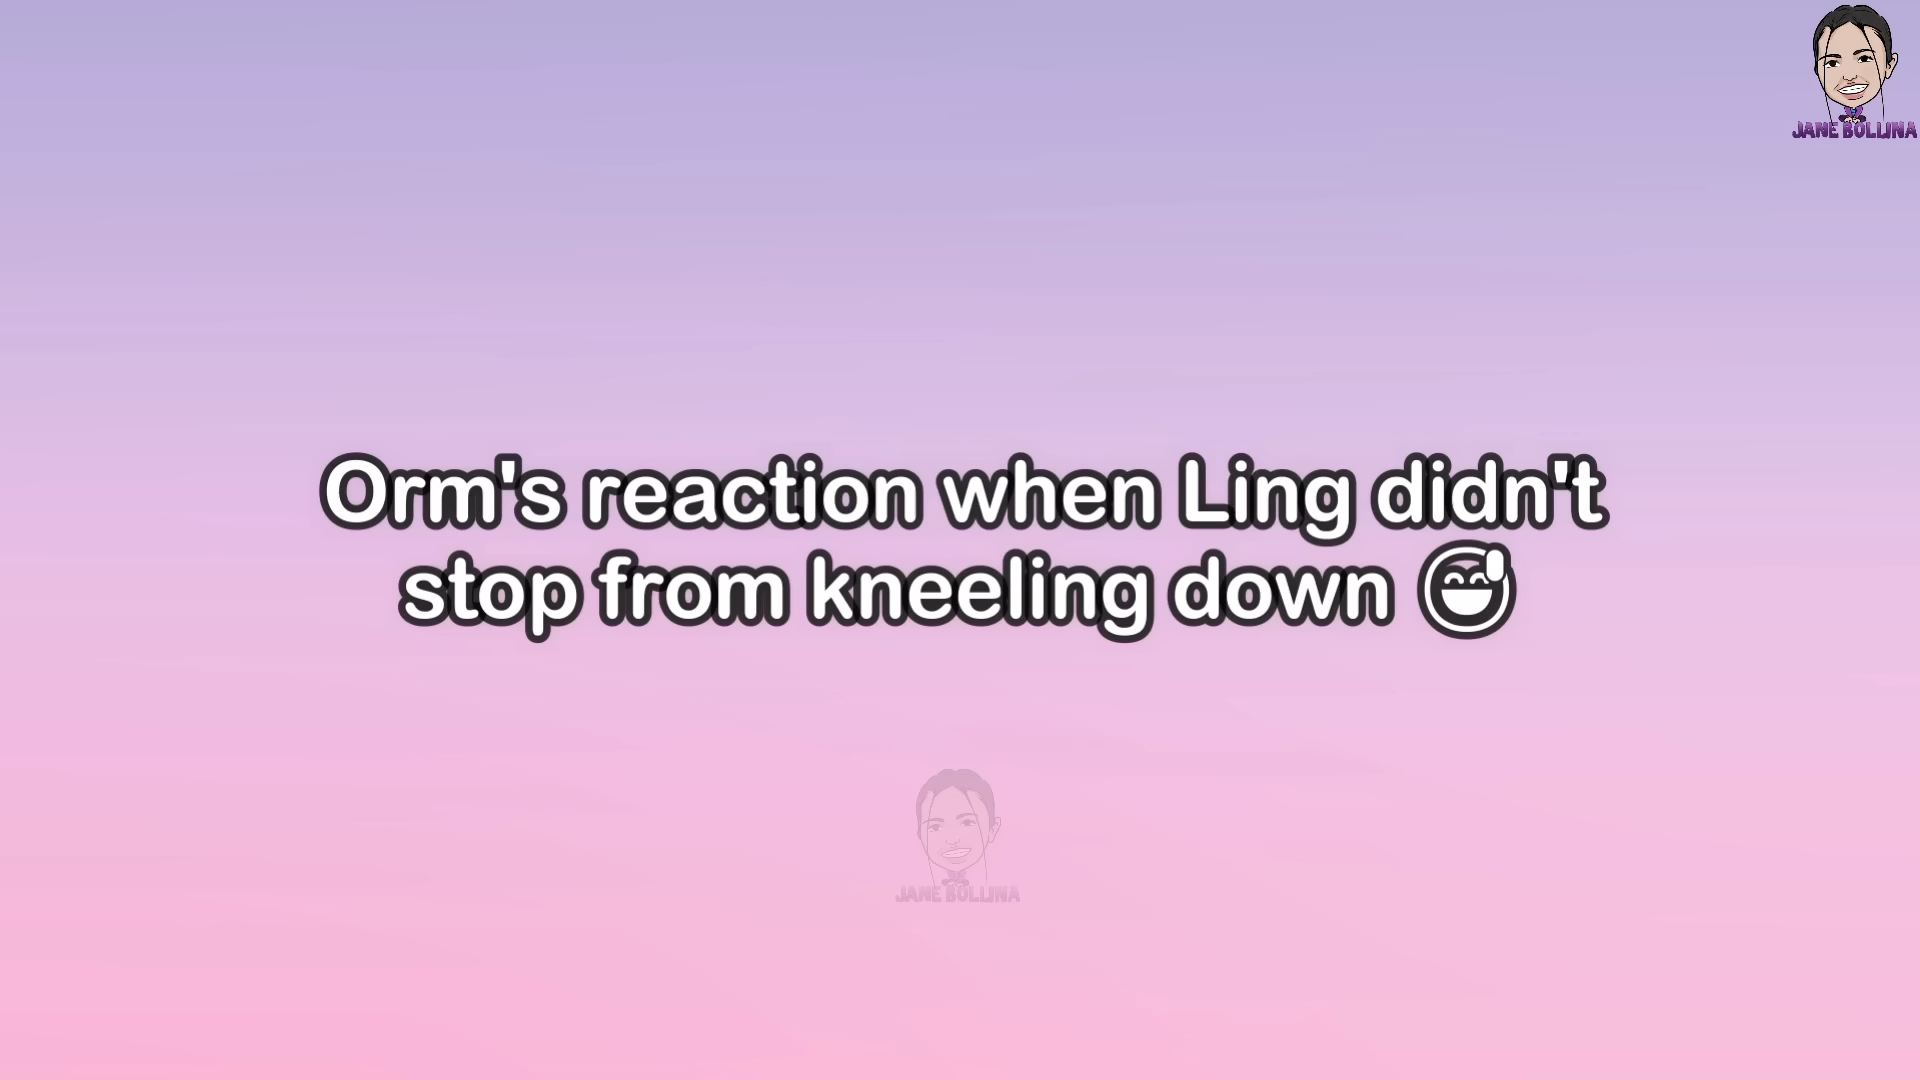 JANE BOLLINA
Orm's reaction when Ling didn't
stop from kneeling down 😅
JANE BOLLINA